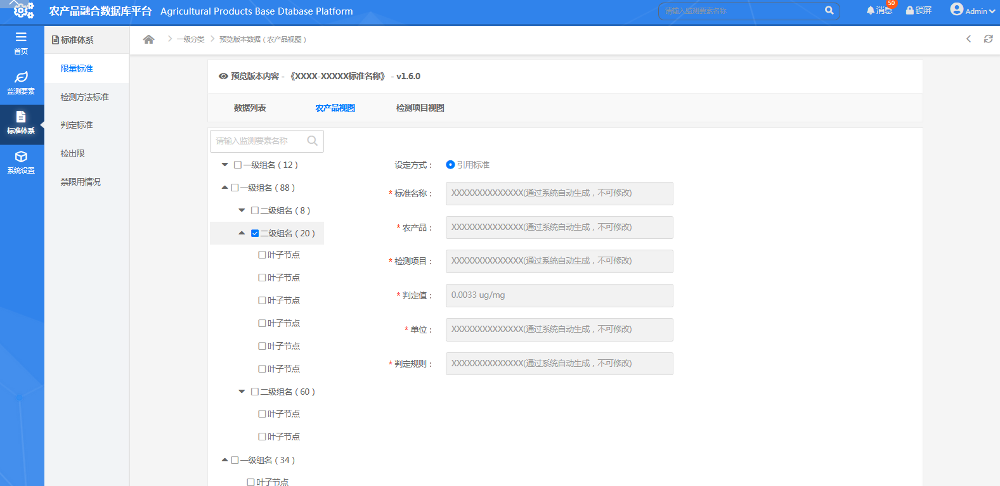 农产品融合数据库平台 Agricultural Products Base Dtabase Platform
请输入监测要素名称
消息 50
锁屏
Admin
首页
监测要素
标准体系
系统设置
标准体系
限量标准
检测方法标准
判定标准
检出限
禁限用情况
一级分类
预览版本数据（农产品视图）
预览版本内容 - 《XXXX-XXXXX标准名称》 - v1.6.0
数据列表
农产品视图
检测项目视图
请输入监测要素名称
一级组名（12）
一级组名（88）
二级组名（8）
二级组名（20）
叶子节点
叶子节点
叶子节点
叶子节点
叶子节点
叶子节点
二级组名（60）
叶子节点
叶子节点
一级组名（34）
叶子节点
设定方式： 引用标准
* 标准名称： XXXXXXXXXXXXXX(通过系统自动生成，不可修改)
* 农产品： XXXXXXXXXXXXXX(通过系统自动生成，不可修改)
* 检测项目： XXXXXXXXXXXXXX(通过系统自动生成，不可修改)
* 判定值： 0.0033 ug/mg
* 单位： XXXXXXXXXXXXXX(通过系统自动生成，不可修改)
* 判定规则： XXXXXXXXXXXXXX(通过系统自动生成，不可修改)